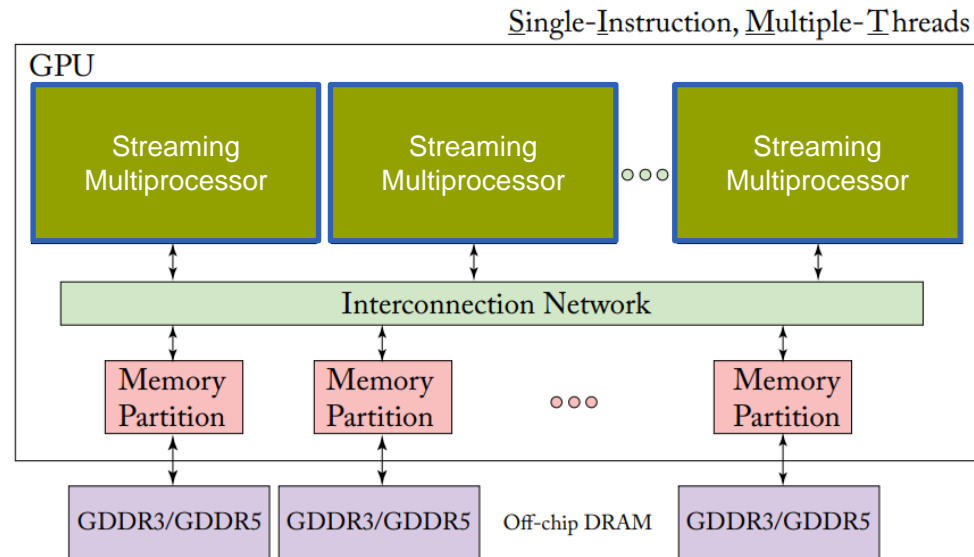 Single-Instruction, Multiple-Threads
GPU
Streaming
Multiprocessor
Streaming
Multiprocessor
Streaming
Multiprocessor
Interconnection Network
Memory
Partition
Memory
Partition
Memory
Partition
GDDR3/GDDR5
GDDR3/GDDR5
Off-chip DRAM
GDDR3/GDDR5